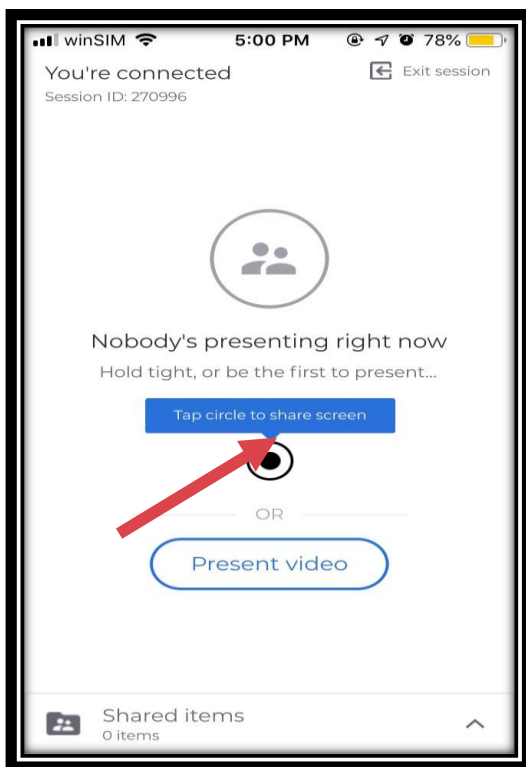 winSIM 5:00 PM 78%
You're connected Exit session
Session ID: 270996
Nobody's presenting right now
Hold tight, or be the first to present...
Tap circle to share screen
OR
Present video
Shared items
0 items